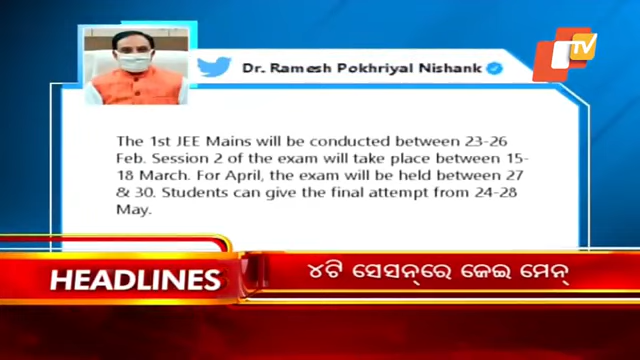 TV
Dr. Ramesh Pokhriyal Nishank
The 1st JEE Mains will be conducted between 23-26
Feb. Session 2 of the exam will take place between 15-
18 March. For April, the exam will be held between 27
& 30. Students can give the final attempt from 24-28
May.
HEADLINES
୪ଟି ସେସନ୍‌ରେ ଜେଇ ମେନ୍